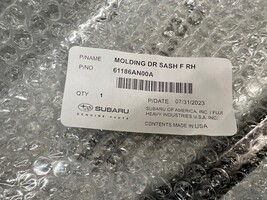 P/NAME MOLDING DR SASH F RH
P/NO 61186AN00A
QTY 1
P/DATE 07/31/2023
SUBARU
GENUINE PARTS
SUBARU OF AMERICA, INC. / FUJI
HEAVY INDUSTRIES U.S.A. INC.
CONTENTS MADE IN USA